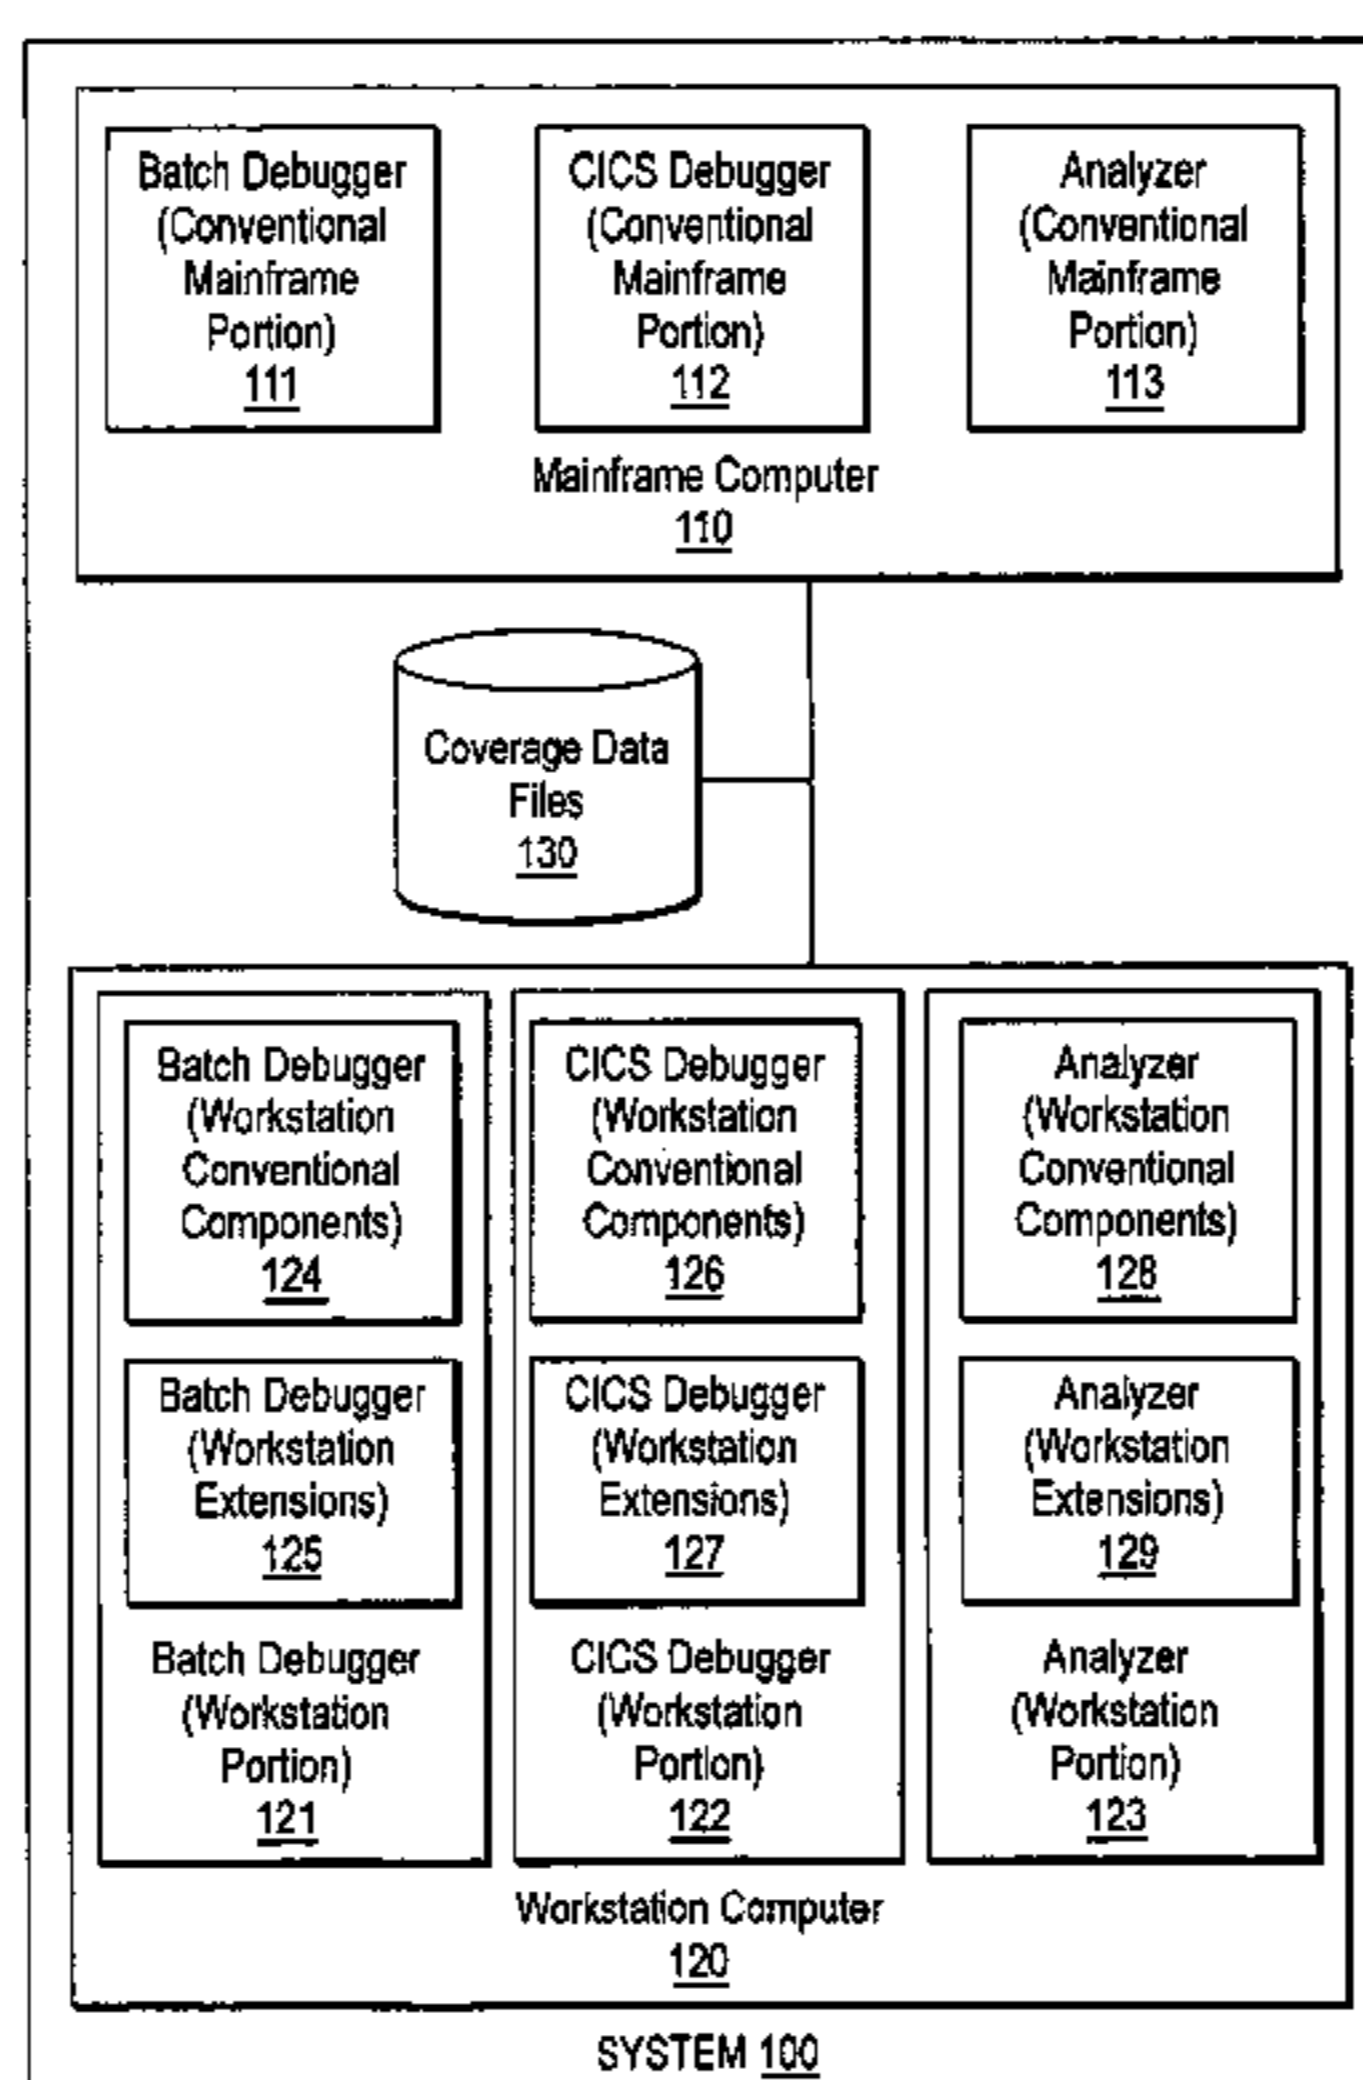 Batch Debugger
(Conventional
Mainframe
Portion)
111
CICS Debugger
(Conventional
Mainframe
Portion)
112
Analyzer
(Conventional
Mainframe
Portion)
113
Mainframe Computer
110
Coverage Data
Files
130
Batch Debugger
(Workstation
Conventional
Components)
124
Batch Debugger
(Workstation
Extensions)
125
Batch Debugger
(Workstation
Portion)
121
CICS Debugger
(Workstation
Conventional
Components)
126
CICS Debugger
(Workstation
Extensions)
127
CICS Debugger
(Workstation
Portion)
122
Analyzer
(Workstation
Conventional
Components)
128
Analyzer
(Workstation
Extensions)
129
Analyzer
(Workstation
Portion)
123
Workstation Computer
120
SYSTEM 100